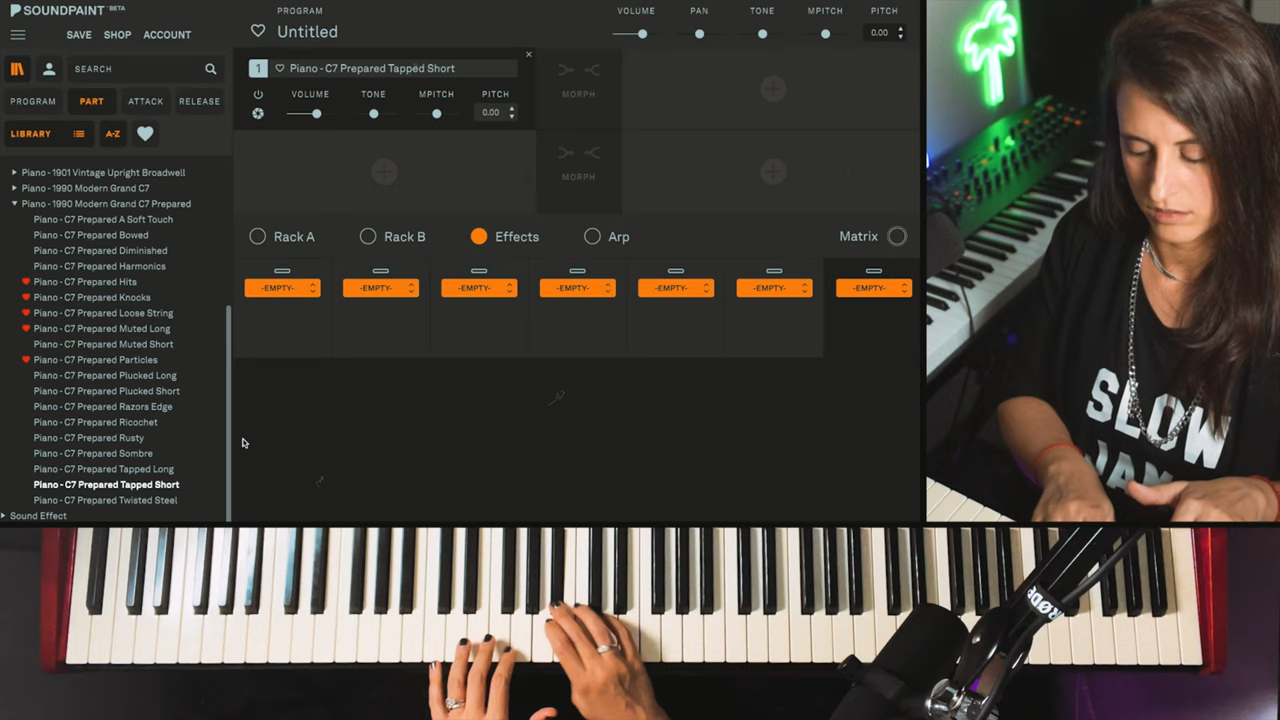 SOUNDPAINT BETA
SAVE SHOP ACCOUNT
SEARCH
PROGRAM PART ATTACK RELEASE
LIBRARY A-Z
Piano - 1901 Vintage Upright Broadwell
Piano - 1990 Modern Grand C7
Piano - 1990 Modern Grand C7 Prepared
Piano - C7 Prepared A Soft Touch
Piano - C7 Prepared Bowed
Piano - C7 Prepared Diminished
Piano - C7 Prepared Harmonics
Piano - C7 Prepared Hits
Piano - C7 Prepared Knocks
Piano - C7 Prepared Loose String
Piano - C7 Prepared Muted Long
Piano - C7 Prepared Muted Short
Piano - C7 Prepared Particles
Piano - C7 Prepared Plucked Long
Piano - C7 Prepared Plucked Short
Piano - C7 Prepared Razors Edge
Piano - C7 Prepared Ricochet
Piano - C7 Prepared Rusty
Piano - C7 Prepared Sombre
Piano - C7 Prepared Tapped Long
Piano - C7 Prepared Tapped Short
Piano - C7 Prepared Twisted Steel
Sound Effect
PROGRAM
Untitled
VOLUME PAN TONE MPITCH PITCH
0.00
1 Piano - C7 Prepared Tapped Short
VOLUME TONE MPITCH PITCH
0.00
MORPH
MORPH
Rack A Rack B Effects Arp Matrix
-EMPTY- -EMPTY- -EMPTY- -EMPTY- -EMPTY- -EMPTY- -EMPTY-
SLOW
JAM
RØDE